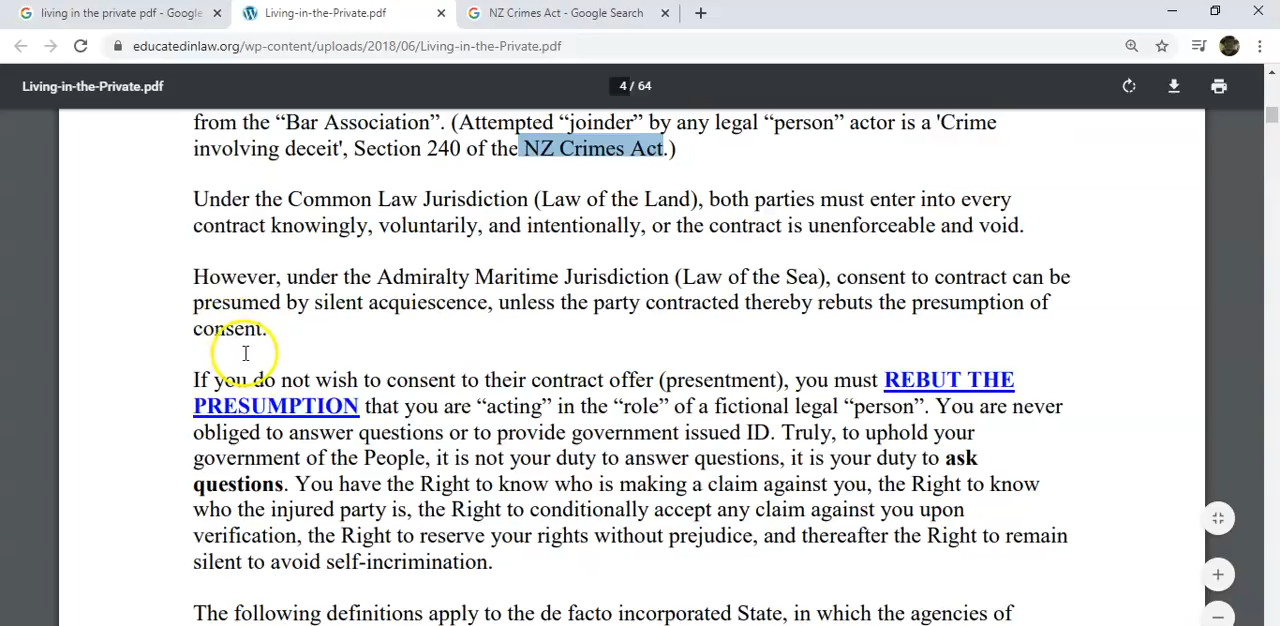 living in the private pdf - Google
Living-in-the-Private.pdf
NZ Crimes Act - Google Search
educatedinlaw.org/wp-content/uploads/2018/06/Living-in-the-Private.pdf
Living-in-the-Private.pdf
4 / 64
from the “Bar Association”. (Attempted “joinder” by any legal “person” actor is a 'Crime
involving deceit', Section 240 of the NZ Crimes Act.)
Under the Common Law Jurisdiction (Law of the Land), both parties must enter into every
contract knowingly, voluntarily, and intentionally, or the contract is unenforceable and void.
However, under the Admiralty Maritime Jurisdiction (Law of the Sea), consent to contract can be
presumed by silent acquiescence, unless the party contracted thereby rebuts the presumption of
consent.
If you do not wish to consent to their contract offer (presentment), you must REBUT THE
PRESUMPTION that you are “acting” in the “role” of a fictional legal “person”. You are never
obliged to answer questions or to provide government issued ID. Truly, to uphold your
government of the People, it is not your duty to answer questions, it is your duty to ask
questions. You have the Right to know who is making a claim against you, the Right to know
who the injured party is, the Right to conditionally accept any claim against you upon
verification, the Right to reserve your rights without prejudice, and thereafter the Right to remain
silent to avoid self-incrimination.
The following definitions apply to the de facto incorporated State, in which the agencies of